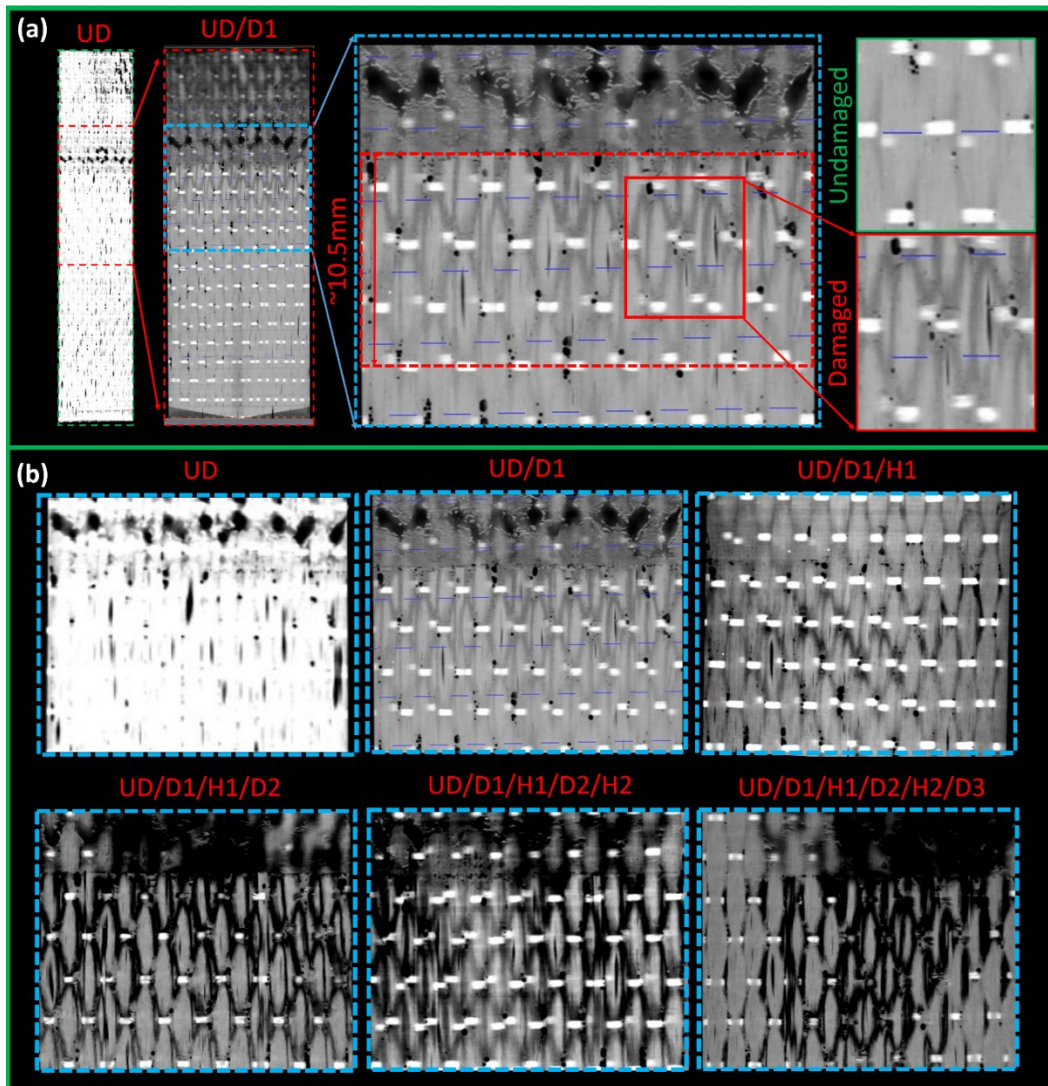 (a)
UD
UD/D1
~10.5mm
Undamaged
Damaged
(b)
UD
UD/D1
UD/D1/H1
UD/D1/H1/D2
UD/D1/H1/D2/H2
UD/D1/H1/D2/H2/D3